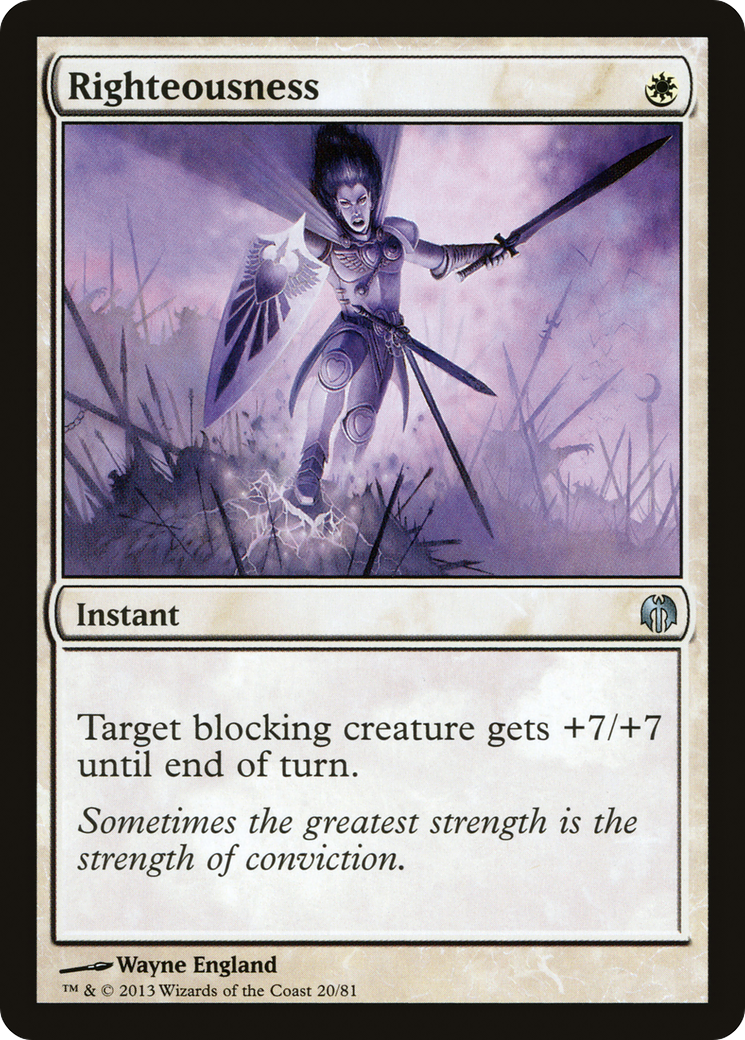 Righteousness
Instant
Target blocking creature gets +7/+7
until end of turn.
Sometimes the greatest strength is the
strength of conviction.
Wayne England
™ & © 2013 Wizards of the Coast 20/81